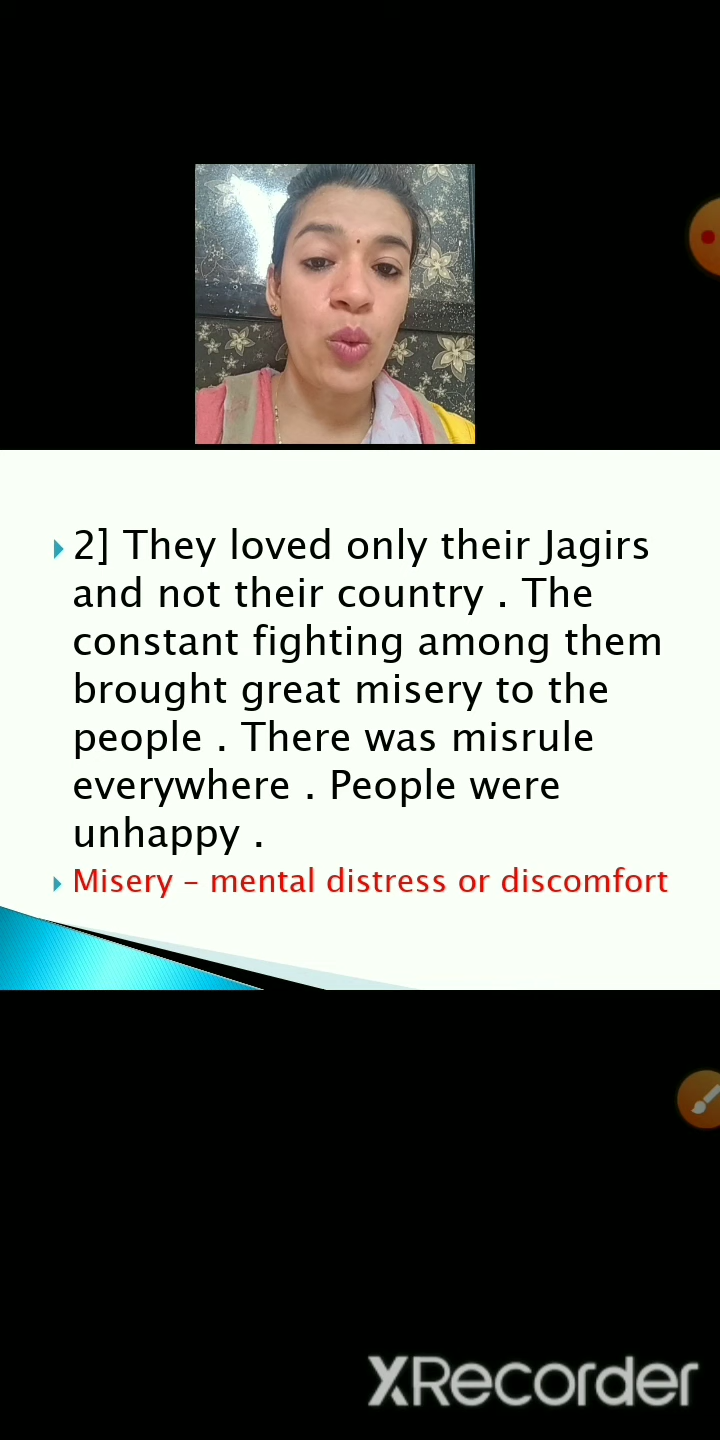 2] They loved only their Jagirs
and not their country . The
constant fighting among them
brought great misery to the
people . There was misrule
everywhere . People were
unhappy .
Misery – mental distress or discomfort
XRecorder